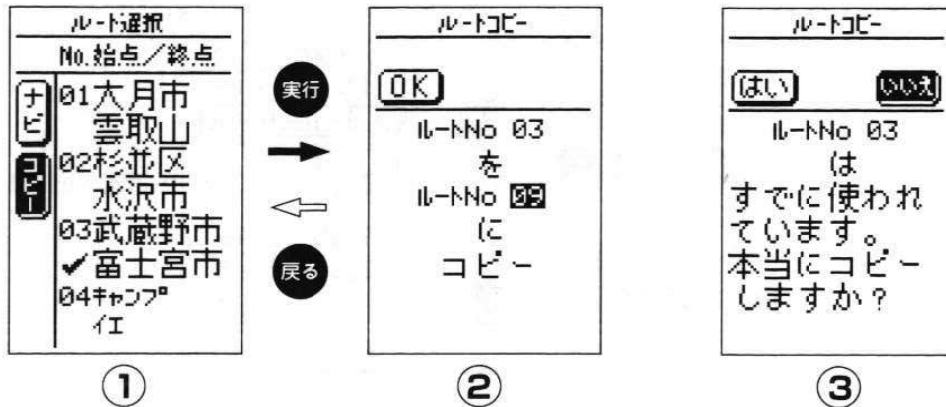 ルート選択
No.始点／終点
ナビ
コピー
01大月市
雲取山
02杉並区
水沢市
03武蔵野市
✔富士宮市
04キャンプ
イエ
①
実行
戻る
ルートコピー
OK
ルートNo 03
を
ルートNo 09
に
コピー
②
ルートコピー
はい
いいえ
ルートNo 03
は
すでに使われ
ています。
本当にコピー
しますか？
③